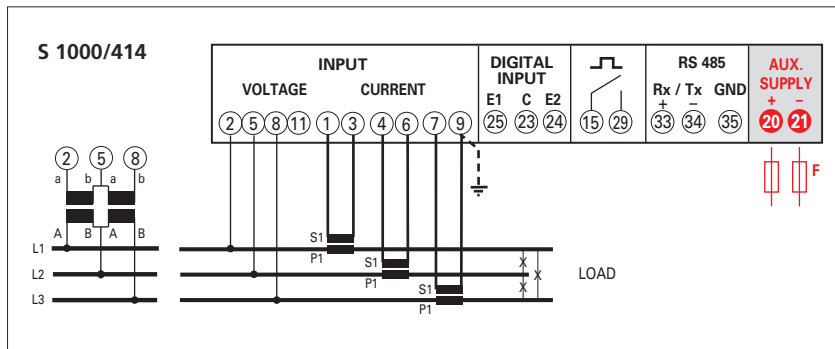 S 1000/414
INPUT
VOLTAGE CURRENT
2 5 8 11 1 3 4 6 7 9
DIGITAL
INPUT
E1 C E2
25 23 24
15 29
RS 485
Rx / Tx GND
+ −
33 34 35
AUX.
SUPPLY
+ −
20 21
F
2 5 8
a b a b
A B A B
L1
L2
L3
S1
P1
S1
P1
S1
P1
X
X
X
LOAD